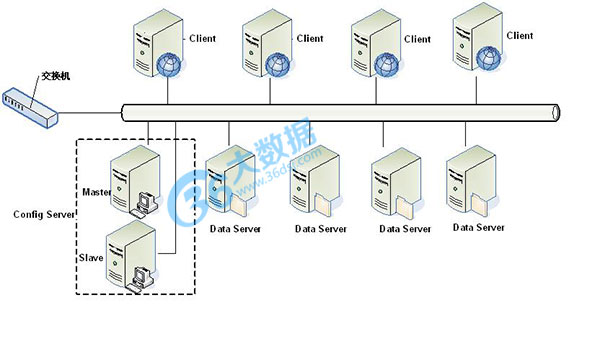 Client
Client
Client
Client
交换机
36大数据
www.36dsj.com
Master
Config Server
Slave
Data Server
Data Server
Data Server
Data Server